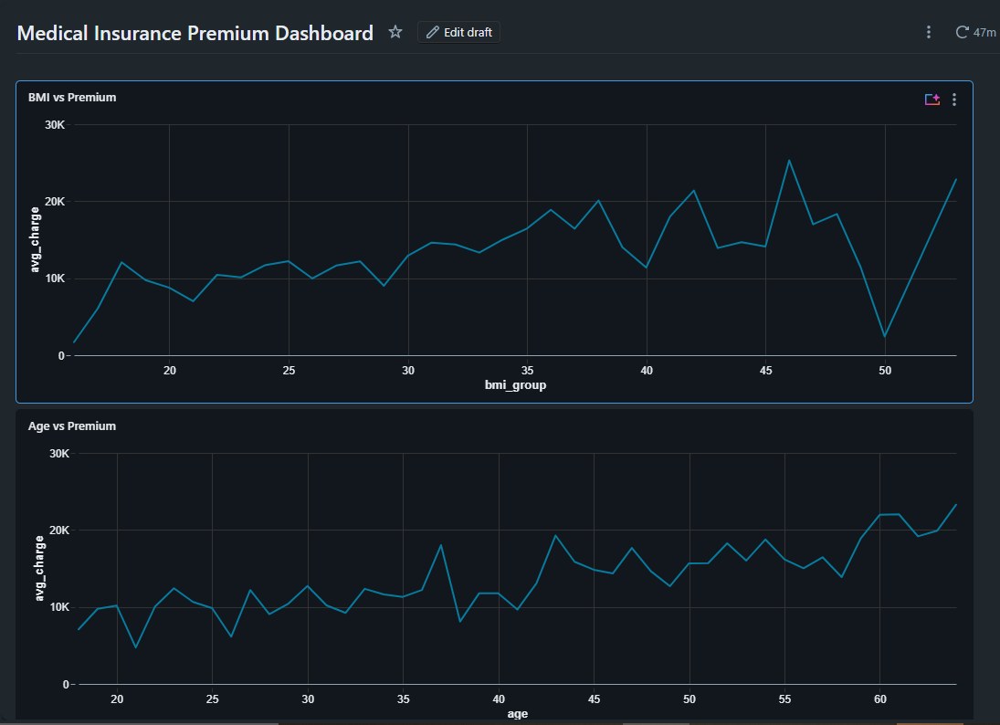 Medical Insurance Premium Dashboard Edit draft 47m
BMI vs Premium
30K
20K
10K
0
avg_charge
20 25 30 35 40 45 50
bmi_group
Age vs Premium
30K
20K
10K
0
avg_charge
20 25 30 35 40 45 50 55 60
age